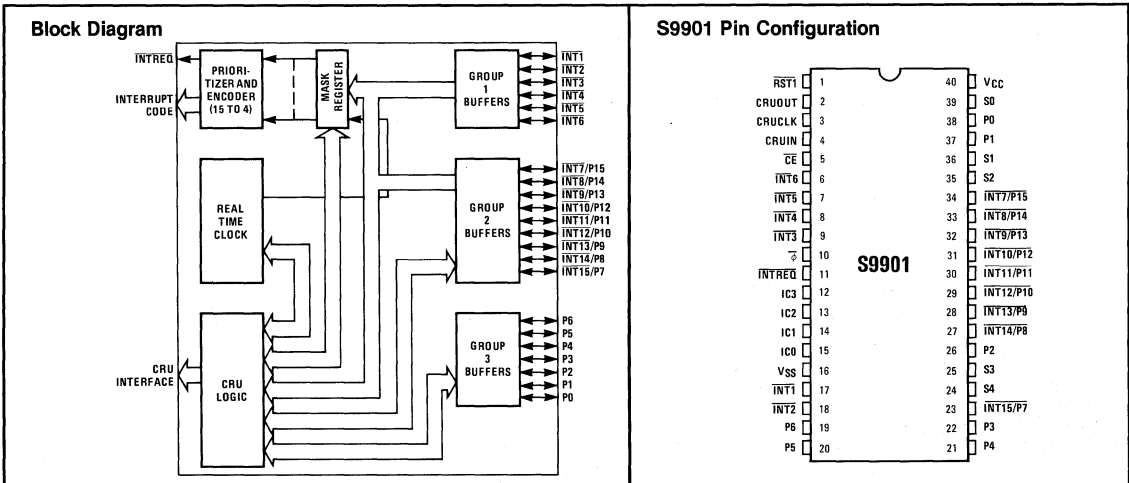 Block Diagram
INTREQ
INTERRUPT
CODE
PRIORI-
TIZER AND
ENCODER
(15 TO 4)
MASK
REGISTER
GROUP
1
BUFFERS
INT1
INT2
INT3
INT4
INT5
INT6
REAL
TIME
CLOCK
GROUP
2
BUFFERS
INT7/P15
INT8/P14
INT9/P13
INT10/P12
INT11/P11
INT12/P10
INT13/P9
INT14/P8
INT15/P7
CRU
INTERFACE
CRU
LOGIC
GROUP
3
BUFFERS
P6
P5
P4
P3
P2
P1
P0
S9901 Pin Configuration
S9901
RST1 1
CRUOUT 2
CRUCLK 3
CRUIN 4
CE 5
INT6 6
INT5 7
INT4 8
INT3 9
φ 10
INTREQ 11
IC3 12
IC2 13
IC1 14
IC0 15
VSS 16
INT1 17
INT2 18
P6 19
P5 20
40 VCC
39 S0
38 P0
37 P1
36 S1
35 S2
34 INT7/P15
33 INT8/P14
32 INT9/P13
31 INT10/P12
30 INT11/P11
29 INT12/P10
28 INT13/P9
27 INT14/P8
26 P2
25 S3
24 S4
23 INT15/P7
22 P3
21 P4